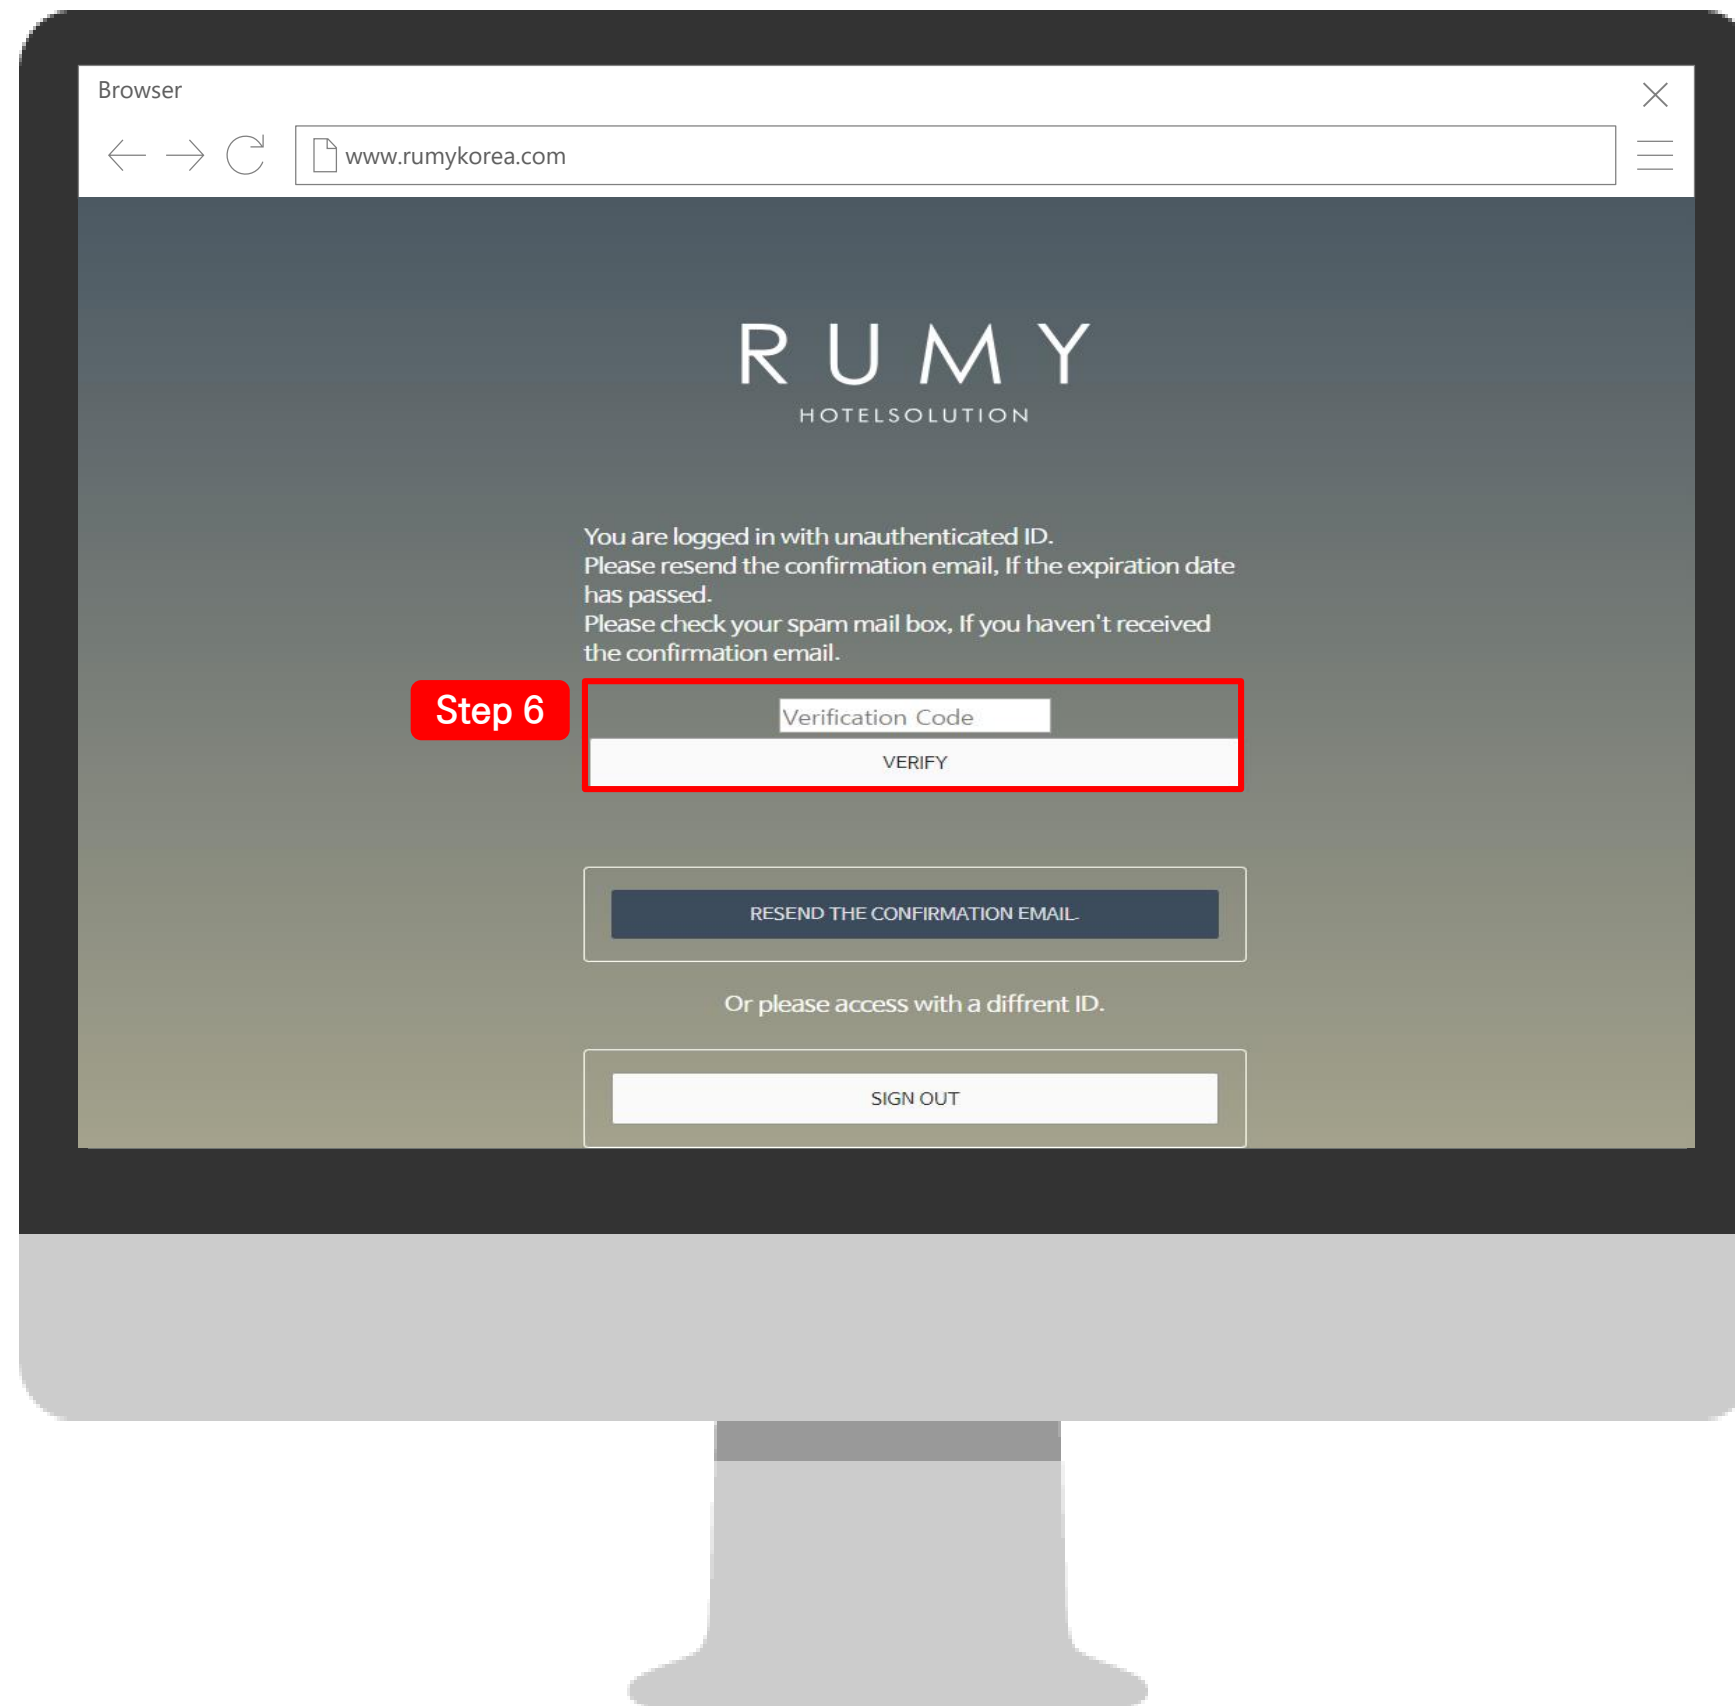 Browser
www.rumykorea.com
RUMY
HOTELSOLUTION
You are logged in with unauthenticated ID.
Please resend the confirmation email, If the expiration date
has passed.
Please check your spam mail box, If you haven't received
the confirmation email.
Step 6
Verification Code
VERIFY
RESEND THE CONFIRMATION EMAIL.
Or please access with a diffrent ID.
SIGN OUT